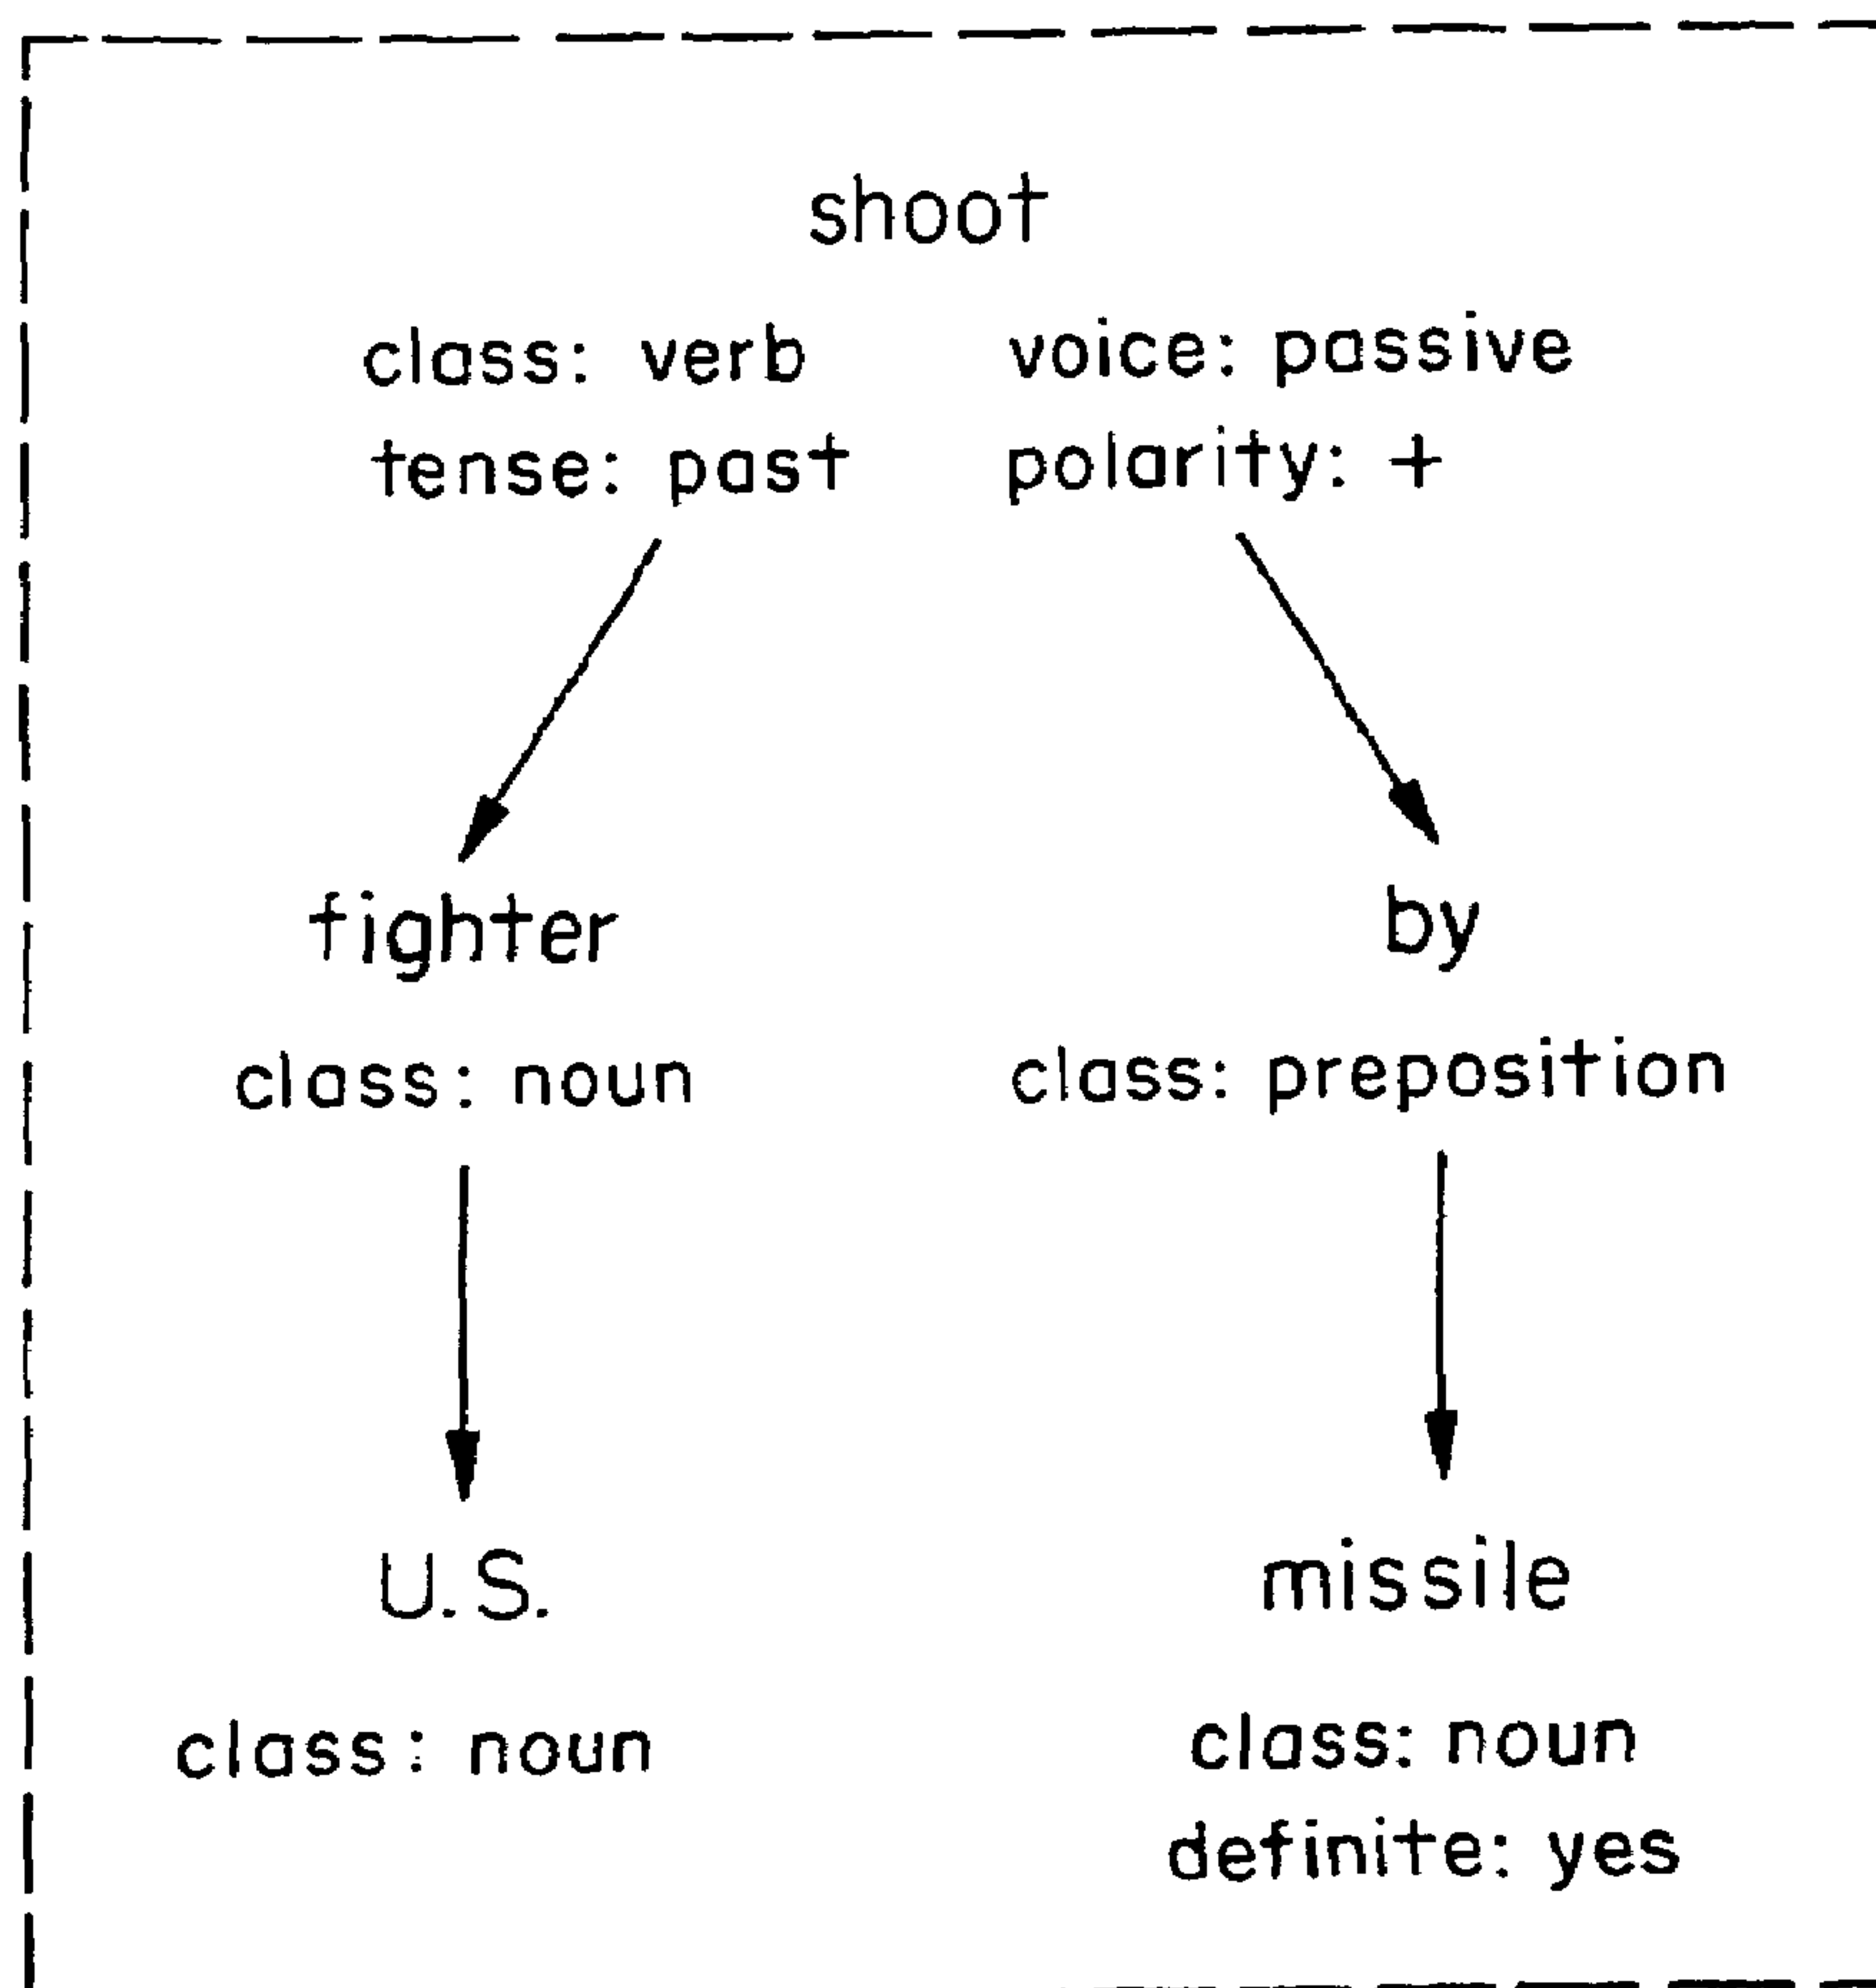 shoot
class: verb voice: passive
tense: past polarity: +
fighter by
class: noun class: preposition
U.S. missile
class: noun class: noun
definite: yes